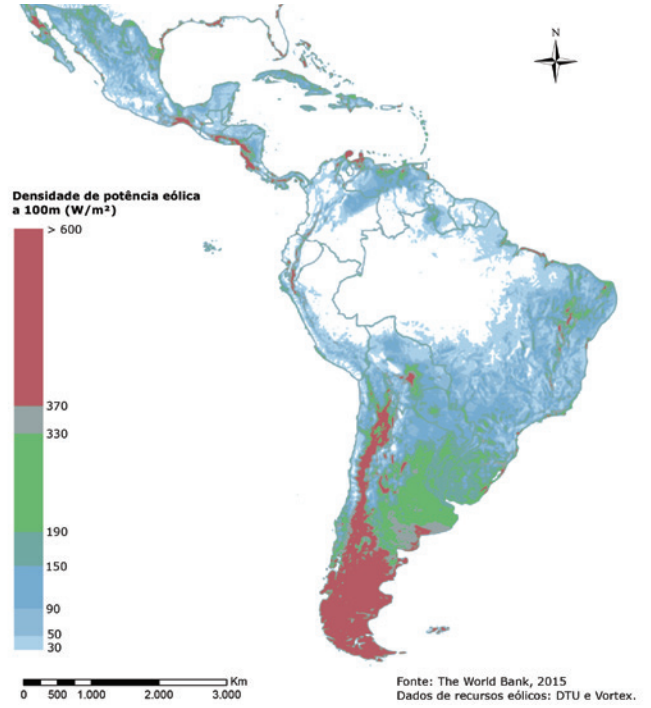 N
Densidade de potência eólica
a 100m (W/m²)
> 600
370
330
190
150
90
50
30
Km
0 500 1.000 2.000 3.000
Fonte: The World Bank, 2015
Dados de recursos eólicos: DTU e Vortex.